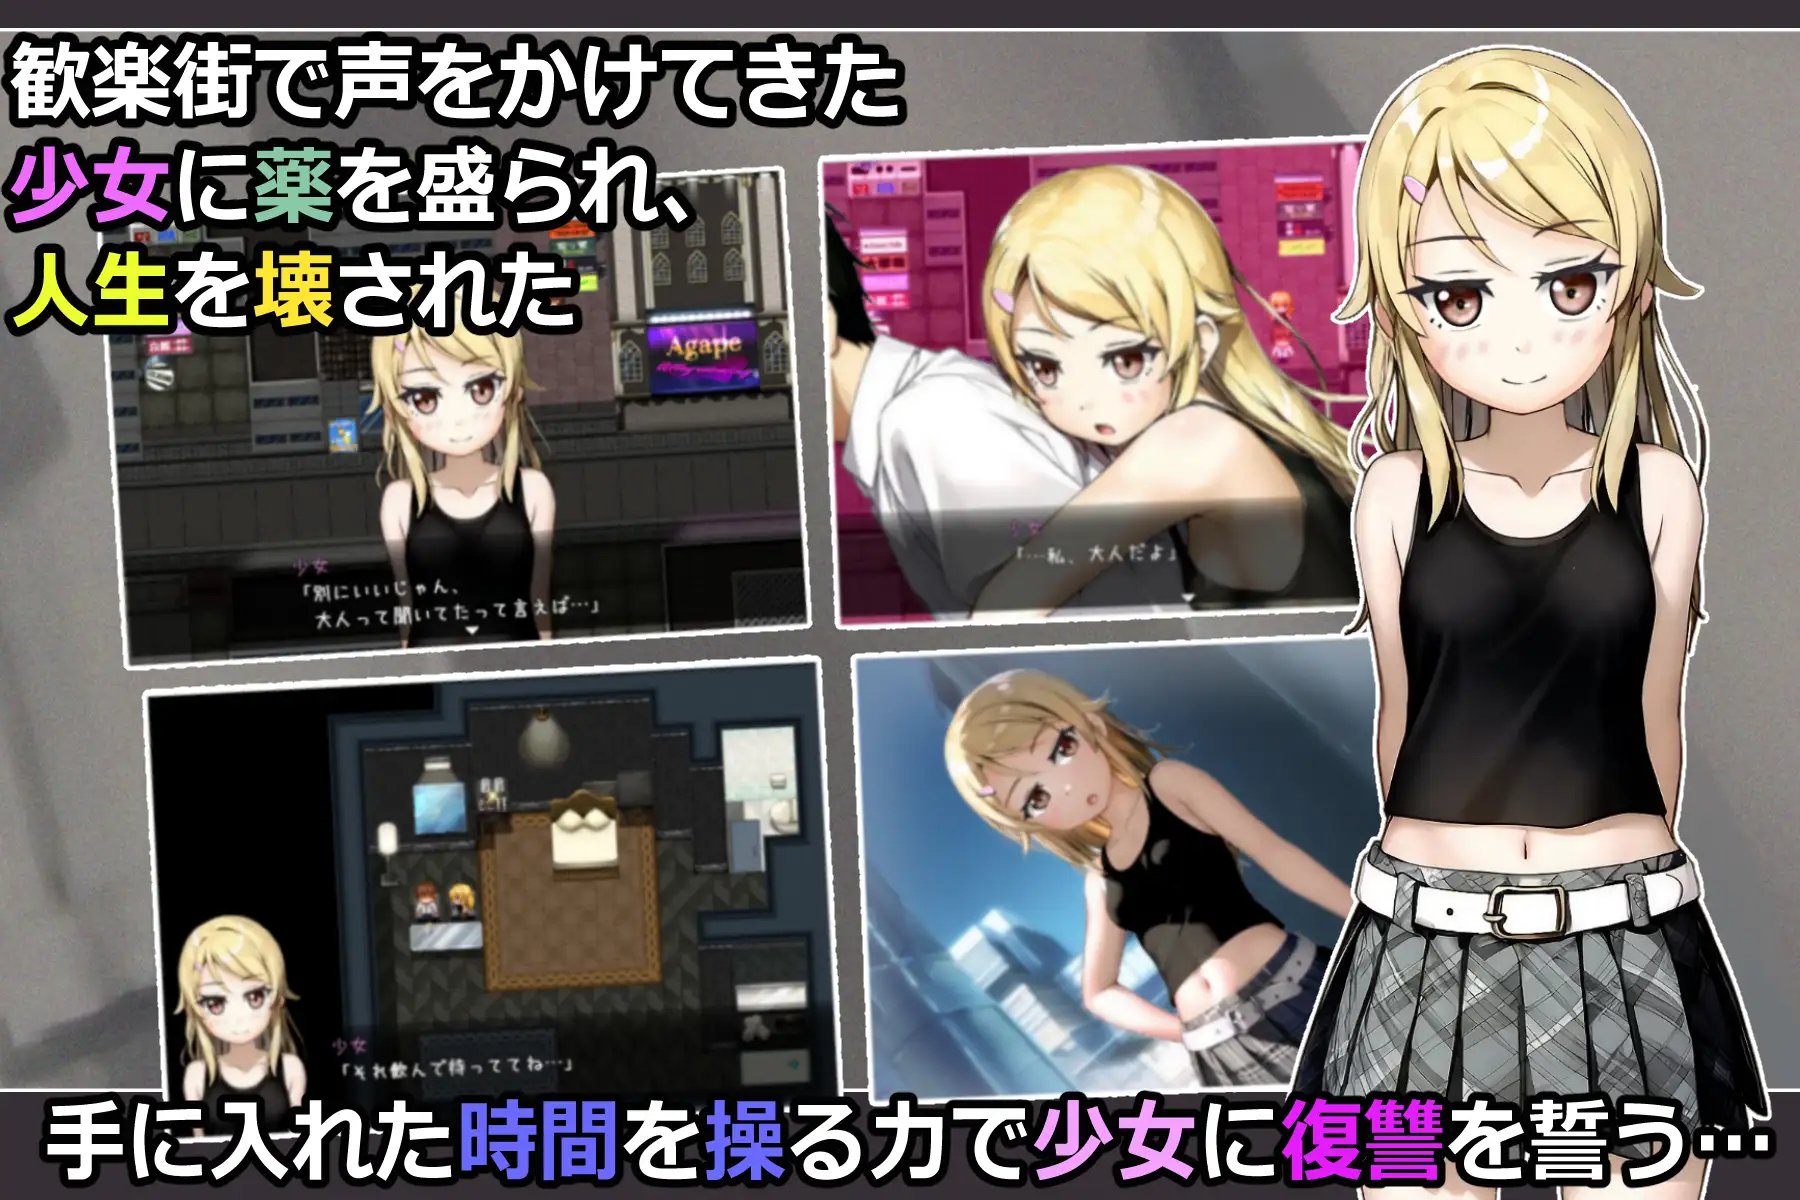 歓楽街で声をかけてきた
少女に薬を盛られ、
人生を壊された
Agape
少女
「別にいいじゃん、
大人って聞いてたって言えば…」
少女
「…私、大人だよ」
少女
「それ飲んで待っててね…」
手に入れた時間を操る力で少女に復讐を誓う…